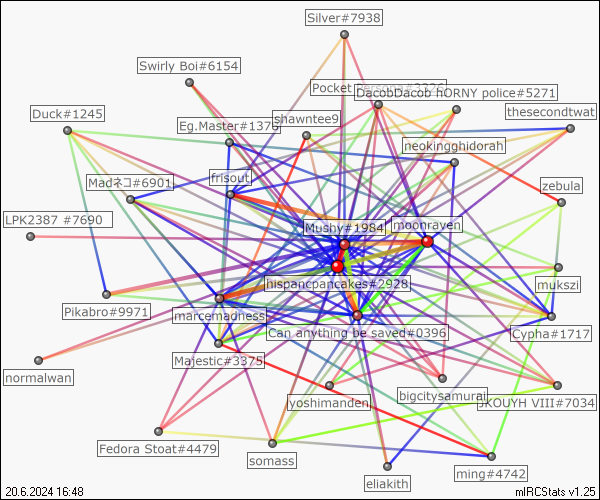 Silver#7938
Swirly Boi#6154
Pocket
DacobDacob hORNY police#5271
Duck#1245
Eg.Master#1376
shawntee9
thesecondtwat
neokingghidorah
Madネコ#6901
frisout
zebula
LPK2387 #7690
Mushy#1984
moonraven
hispancpancakes#2928
mukszi
Pikabro#9971
marcemadness
Can anything be saved#0396
Cypha#1717
Majestic#3375
normalwan
yoshimanden
bigcitysamurai
JKOUYH VIII#7034
Fedora Stoat#4479
somass
eliakith
ming#4742
20.6.2024 16:48
mIRCStats v1.25